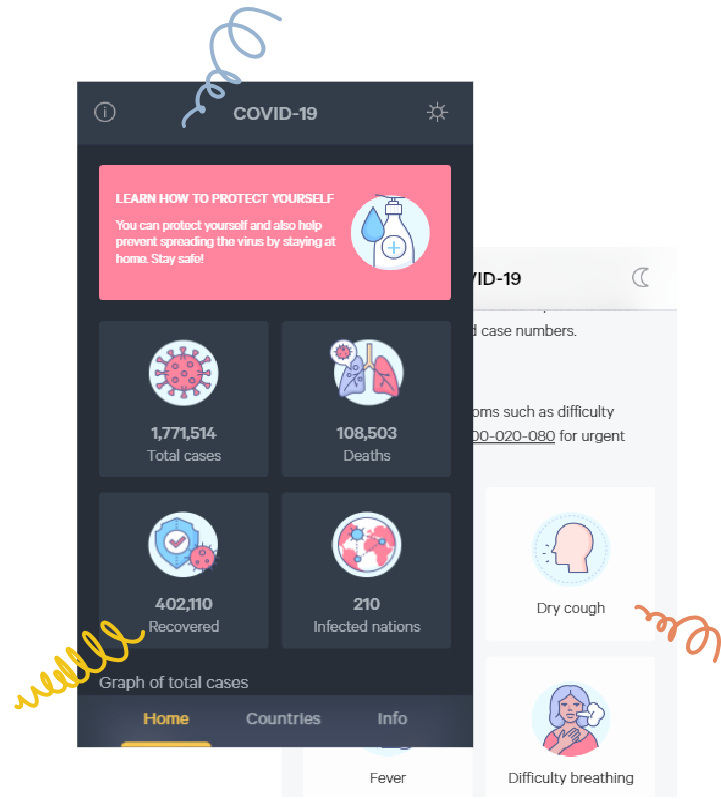 COVID-19
LEARN HOW TO PROTECT YOURSELF
You can protect yourself and also help
prevent spreading the virus by staying at
home. Stay safe!
1,771,514
Total cases
108,503
Deaths
402,110
Recovered
210
Infected nations
Graph of total cases
Home
Countries
Info
VID-19
d case numbers.
oms such as difficulty
00-020-080 for urgent
Dry cough
Fever
Difficulty breathing